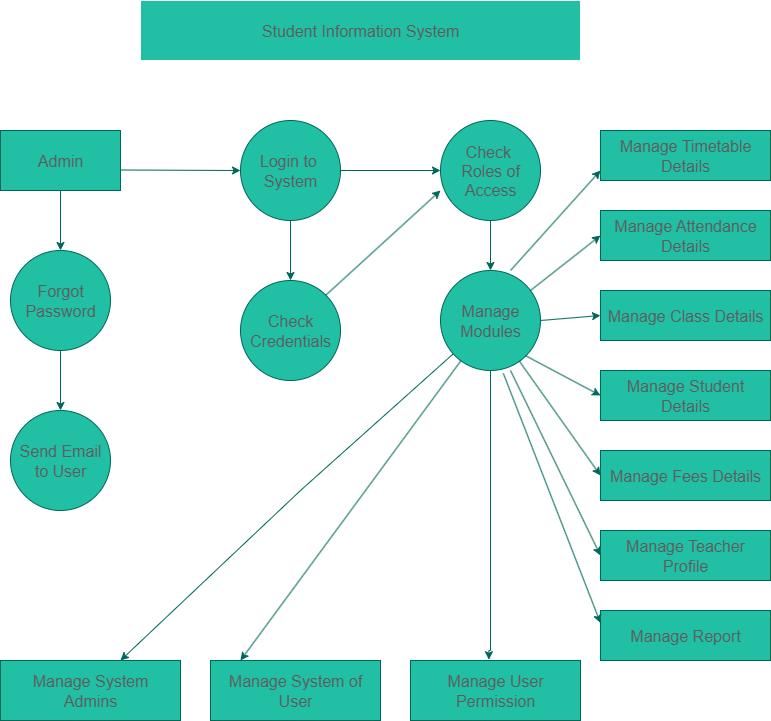 Student Information System
Admin
Login to
System
Check
Roles of
Access
Manage Timetable
Details
Manage Attendance
Details
Forgot
Password
Check
Credentials
Manage
Modules
Manage Class Details
Manage Student
Details
Send Email
to User
Manage Fees Details
Manage Teacher
Profile
Manage Report
Manage System
Admins
Manage System of
User
Manage User
Permission